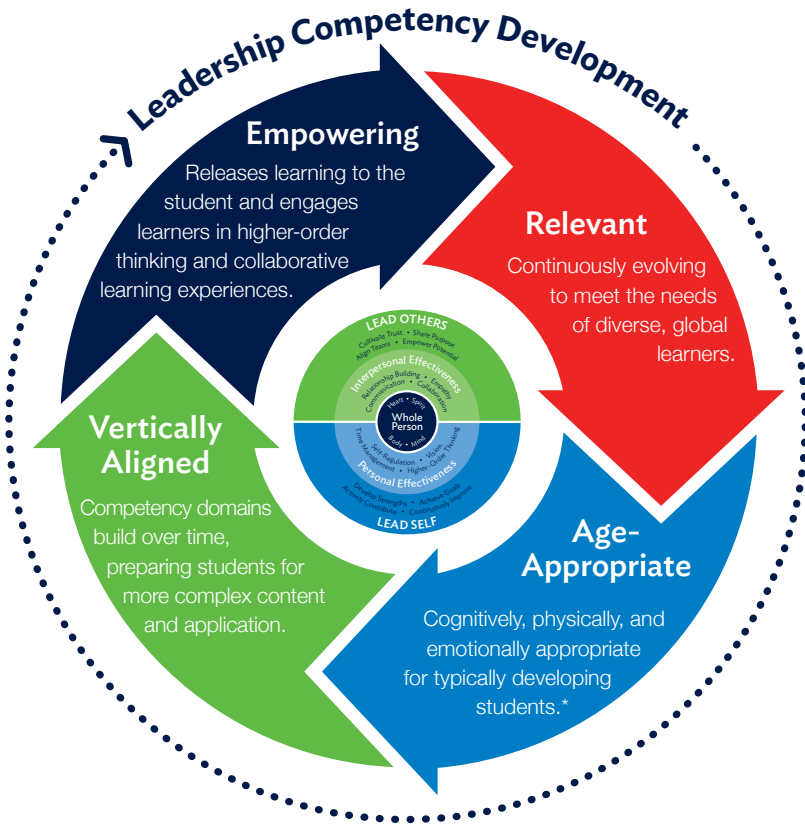 Leadership Competency Development
Empowering
Releases learning to the
student and engages
learners in higher-order
thinking and collaborative
learning experiences.
Relevant
Continuously evolving
to meet the needs
of diverse, global
learners.
Age-
Appropriate
Cognitively, physically, and
emotionally appropriate
for typically developing
students.*
Vertically
Aligned
Competency domains
build over time,
preparing students for
more complex content
and application.
LEAD OTHERS
Cultivate Trust • Share Purpose
Align Teams • Empower Potential
Interpersonal Effectiveness
Relationship Building • Empathy
Communication • Collaboration
Heart • Spirit
Whole
Person
Body • Mind
Self-Regulation • Vision
Time Management • Higher-Order Thinking
Personal Effectiveness
Develop Strengths • Achieve Goals
Actively Contribute • Continuously Improve
LEAD SELF